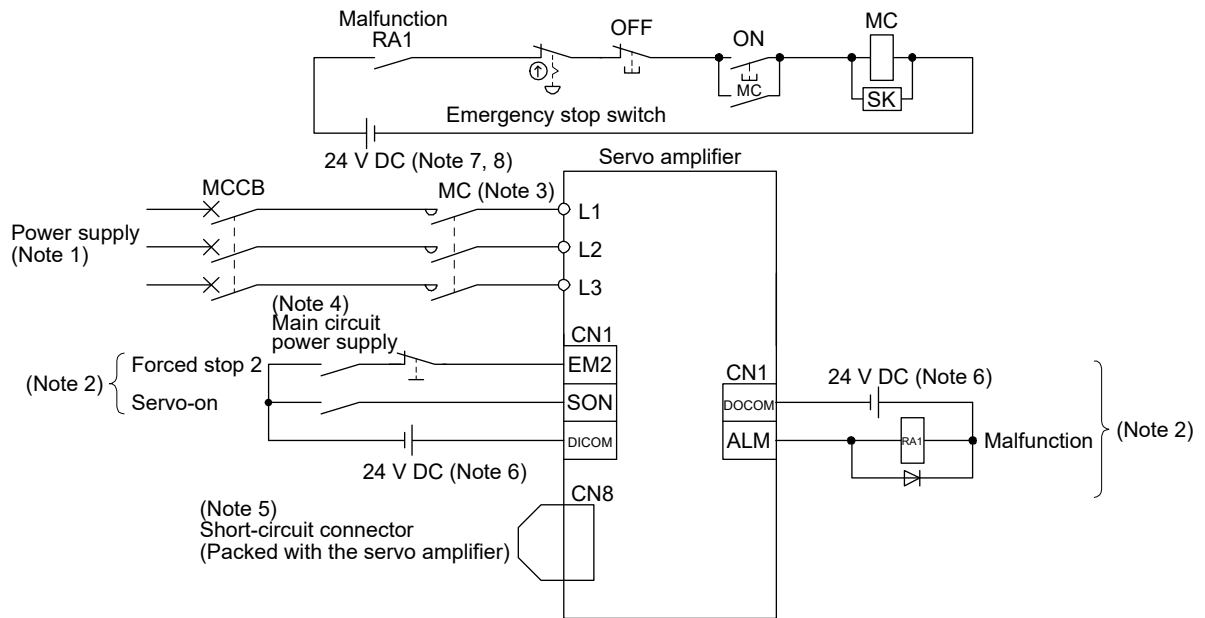 Malfunction
RA1
OFF
ON
MC
MC
SK
Emergency stop switch
24 V DC (Note 7, 8)
Servo amplifier
MCCB
MC (Note 3)
Power supply
(Note 1)
L1
L2
L3
(Note 4)
Main circuit
power supply
CN1
(Note 2)
Forced stop 2
EM2
Servo-on
SON
DICOM
24 V DC (Note 6)
CN1
24 V DC (Note 6)
DOCOM
ALM
RA1
Malfunction
(Note 2)
CN8
(Note 5)
Short-circuit connector
(Packed with the servo amplifier)